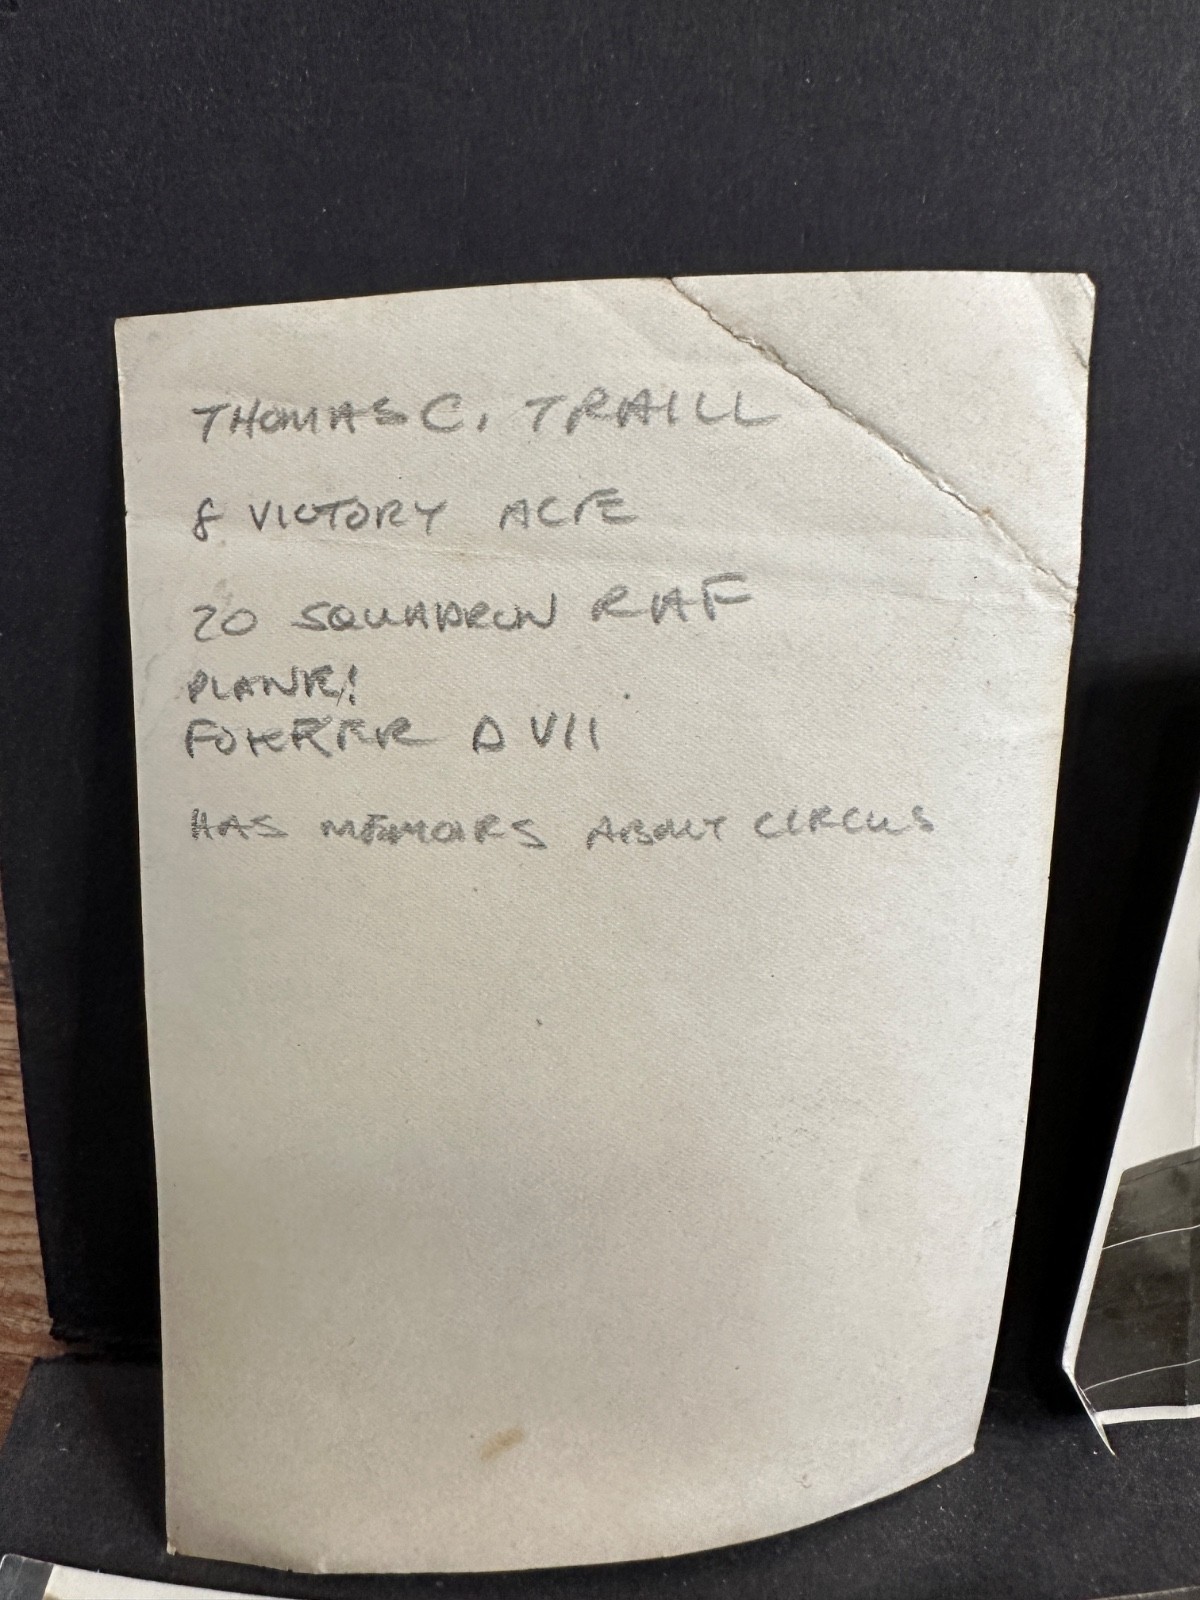 THOMAS C. TRAILL
8 VICTORY ACE
20 SQUADRON RAF
PLANE!
FOKKER D VII
HAS MEMOIRS ABOUT CIRCUS